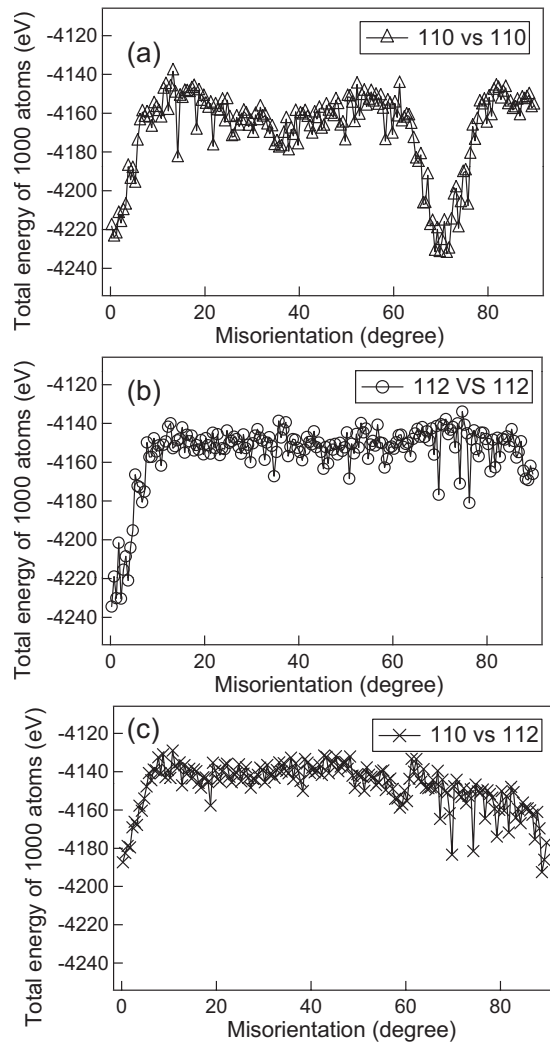 (a)
110 vs 110
Total energy of 1000 atoms (eV)
-4120
-4140
-4160
-4180
-4200
-4220
-4240
0 20 40 60 80
Misorientation (degree)
(b)
112 VS 112
Total energy of 1000 atoms (eV)
-4120
-4140
-4160
-4180
-4200
-4220
-4240
0 20 40 60 80
Misorientation (degree)
(c)
110 vs 112
Total energy of 1000 atoms (eV)
-4120
-4140
-4160
-4180
-4200
-4220
-4240
0 20 40 60 80
Misorientation (degree)